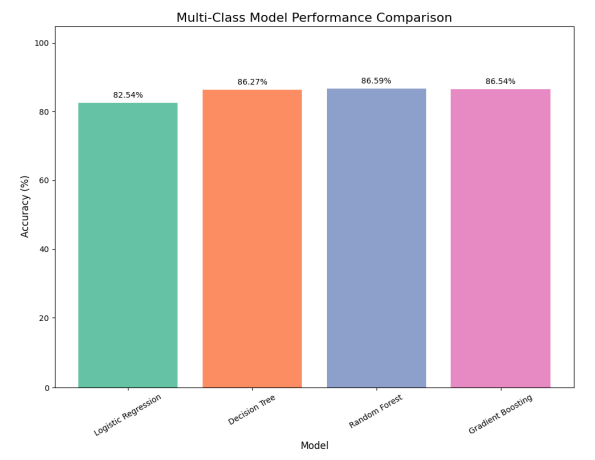 Multi-Class Model Performance Comparison
100
80
60
40
20
0
Accuracy (%)
82.54%
86.27%
86.59%
86.54%
Logistic Regression
Decision Tree
Random Forest
Gradient Boosting
Model